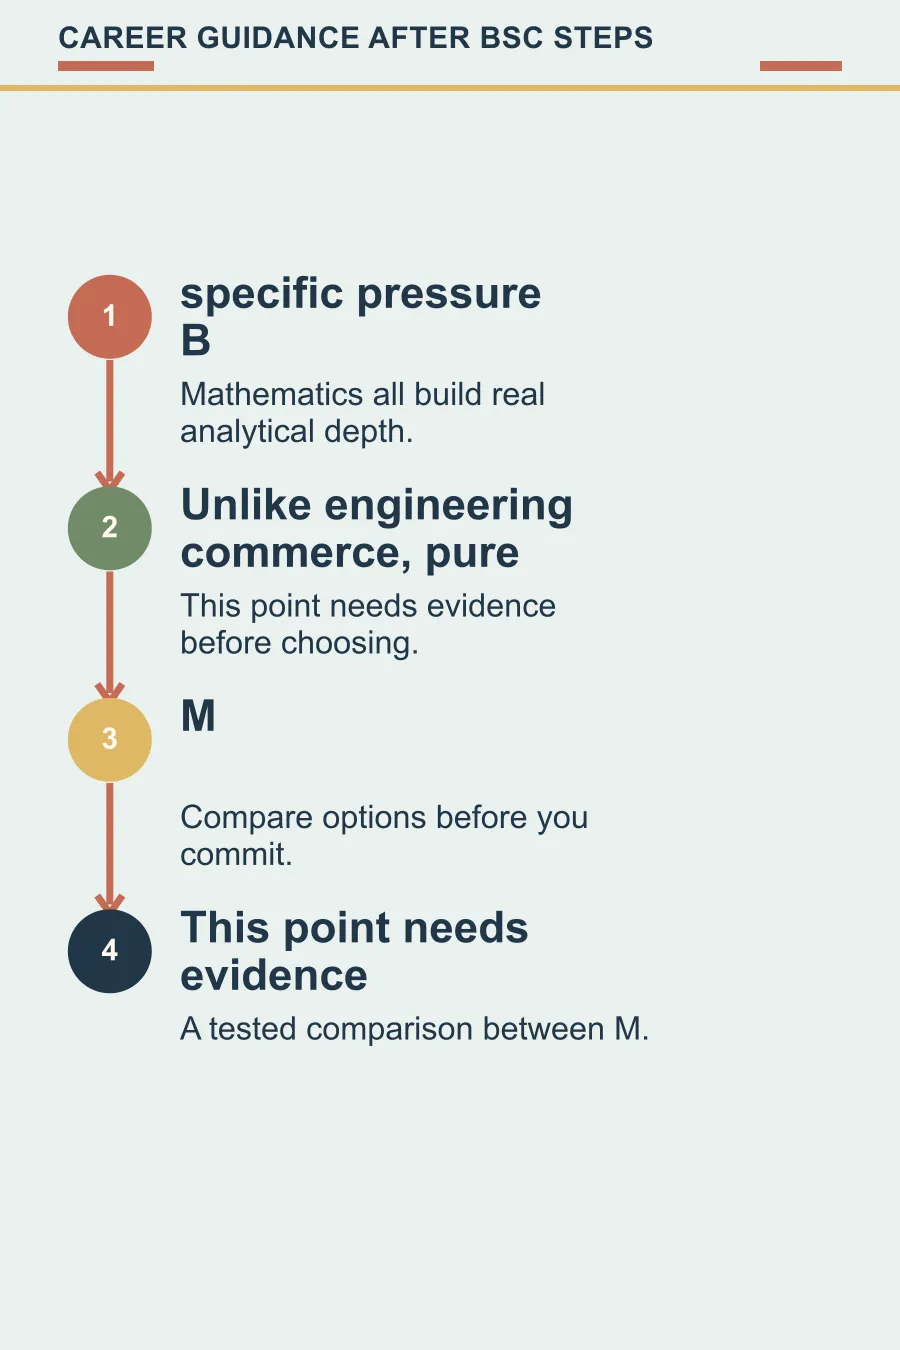 CAREER GUIDANCE AFTER BSC STEPS
1
specific pressure
B
Mathematics all build real
analytical depth.
2
Unlike engineering
commerce, pure
This point needs evidence
before choosing.
3
M
Compare options before you
commit.
4
This point needs
evidence
A tested comparison between M.